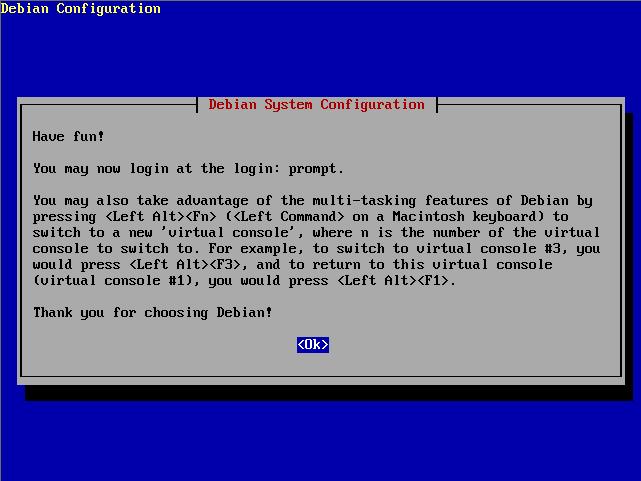 Debian Configuration
Debian System Configuration
Have fun!
You may now login at the login: prompt.
You may also take advantage of the multi-tasking features of Debian by
pressing <Left Alt><Fn> (<Left Command> on a Macintosh keyboard) to
switch to a new 'virtual console', where n is the number of the virtual
console to switch to. For example, to switch to virtual console #3, you
would press <Left Alt><F3>, and to return to this virtual console
(virtual console #1), you would press <Left Alt><F1>.
Thank you for choosing Debian!
<Ok>